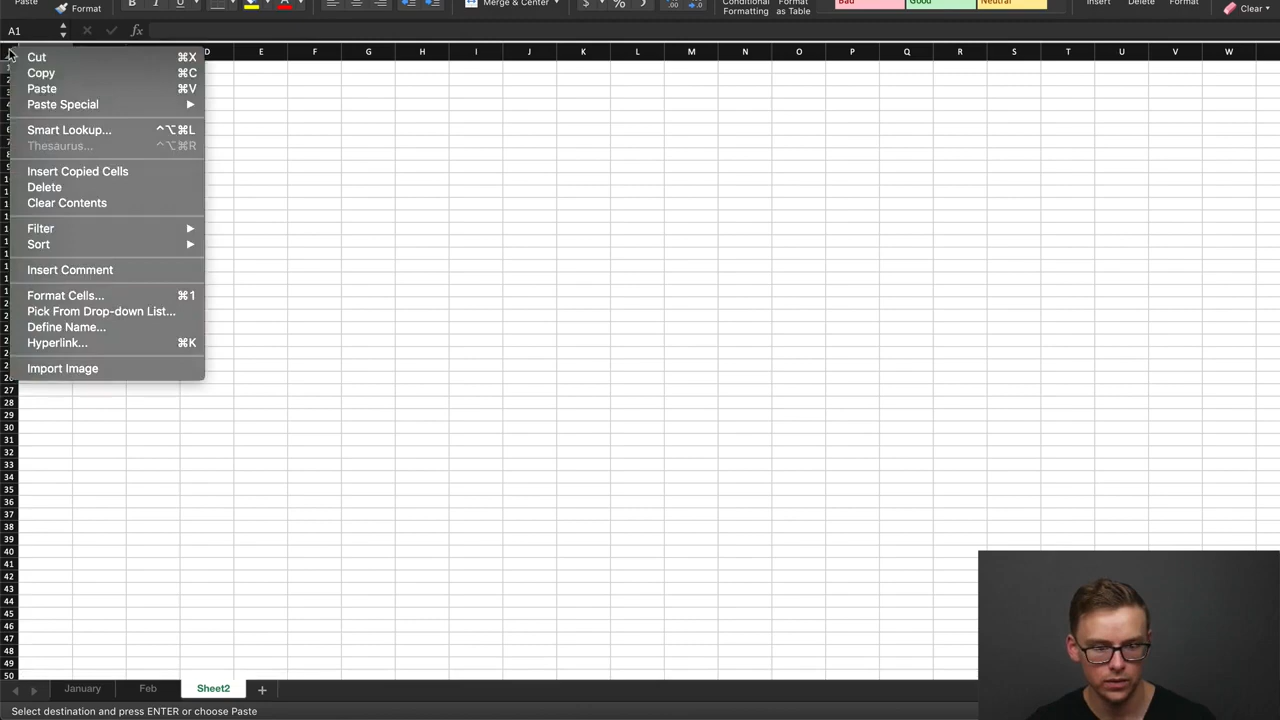 Paste Format B I U A Merge & Center $ % Conditional Formatting Format as Table Bad Good Neutral Insert Delete Format Clear
A1 fx
D E F G H I J K L M N O P Q R S T U V W
Cut ⌘X
Copy ⌘C
Paste ⌘V
Paste Special
Smart Lookup... ^⌥⌘L
Thesaurus... ^⌥⌘R
Insert Copied Cells
Delete
Clear Contents
Filter
Sort
Insert Comment
Format Cells... ⌘1
Pick From Drop-down List...
Define Name...
Hyperlink... ⌘K
Import Image
27
28
29
30
31
32
33
34
35
36
37
38
39
40
41
42
43
44
45
46
47
48
49
50
January Feb Sheet2 +
Select destination and press ENTER or choose Paste